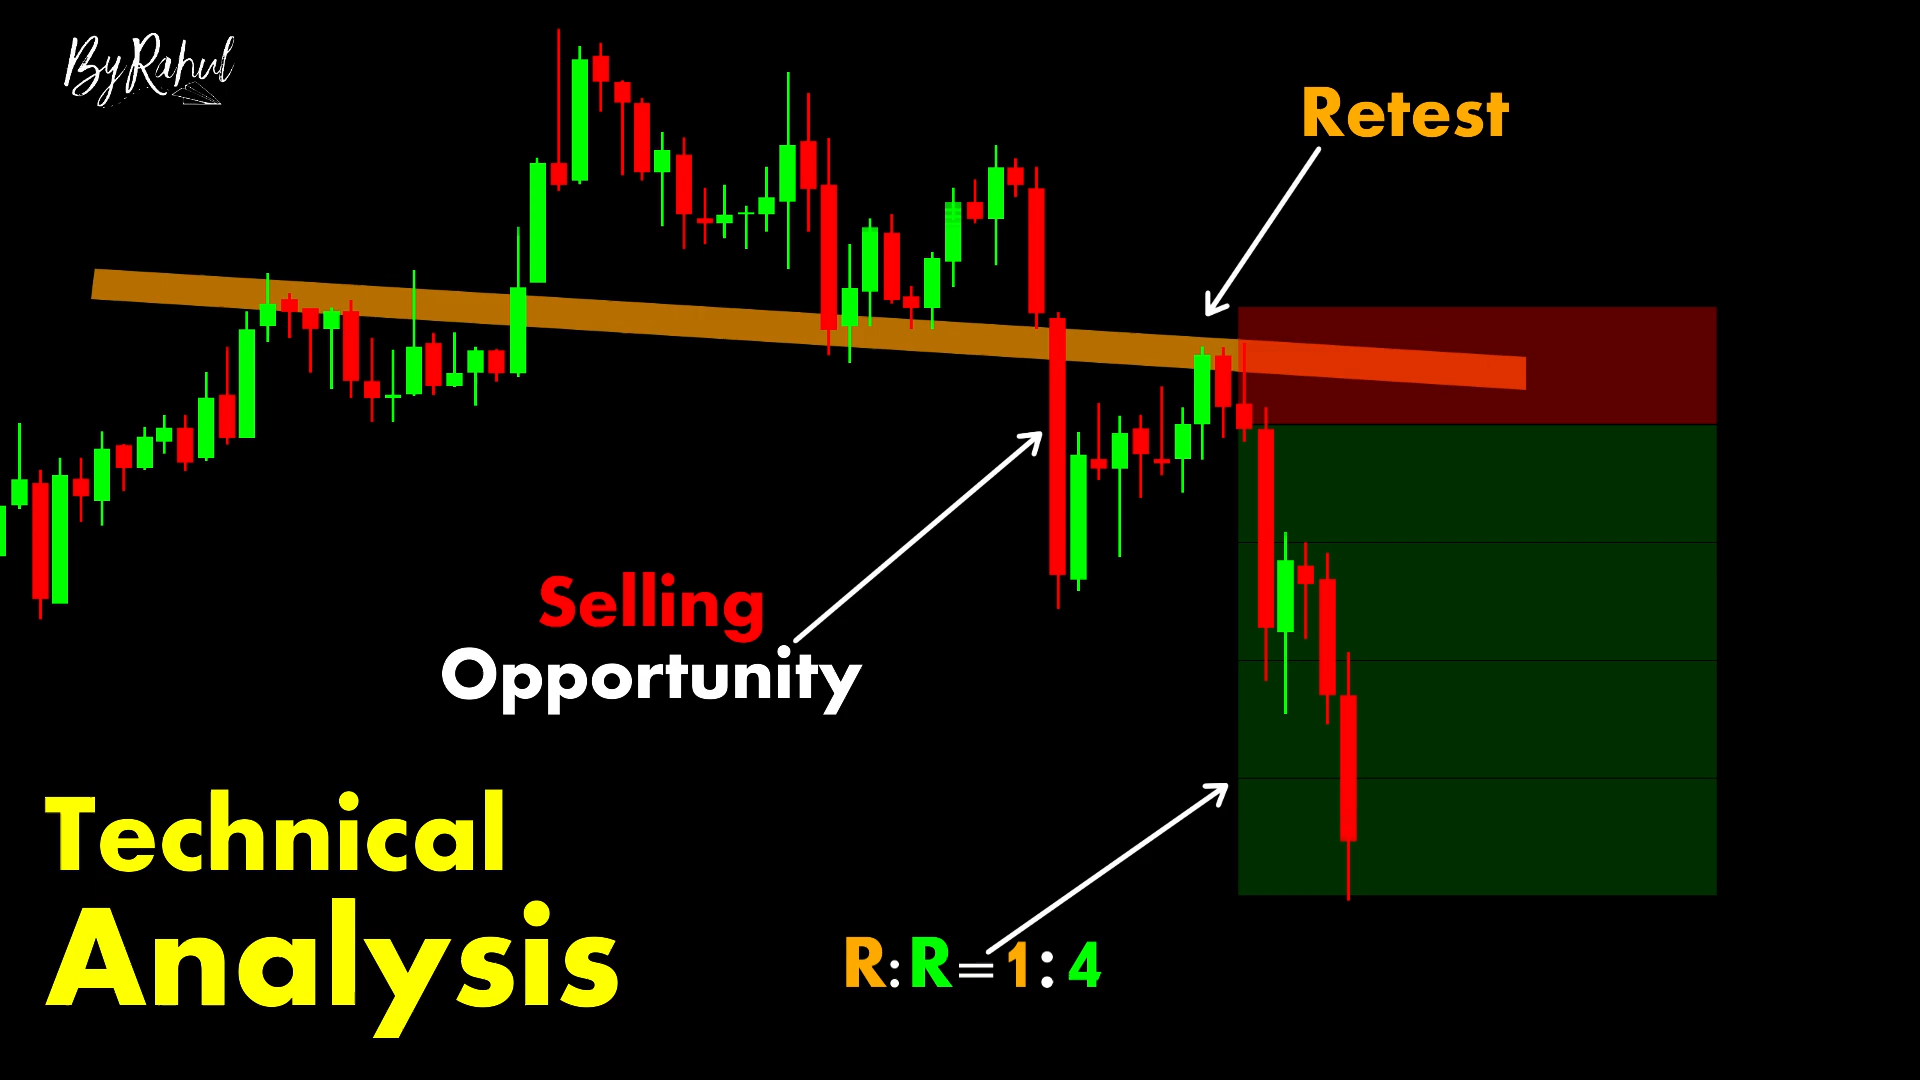 By Rahul
Retest
Selling
Opportunity
Technical
Analysis
R:R=1:4